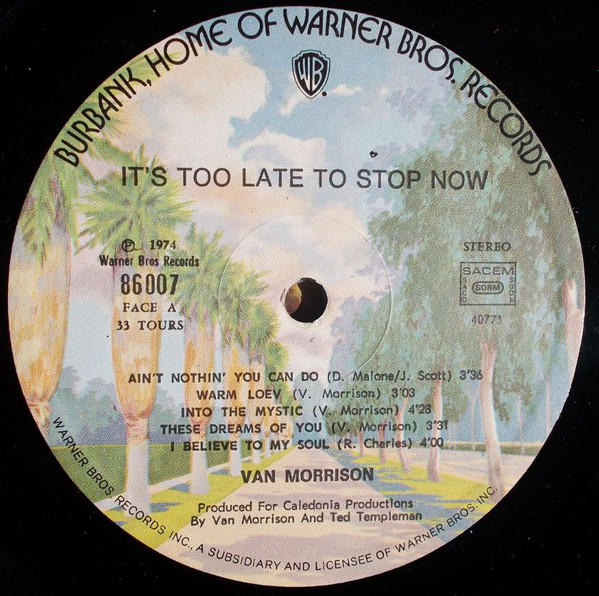 BURBANK, HOME OF WARNER BROS. RECORDS
WB
IT'S TOO LATE TO STOP NOW
Ⓟ 1974
Warner Bros Records
86007
FACE A
33 TOURS
STEREO
SACEM
SACD SDRM SGDL
40773
AIN'T NOTHIN' YOU CAN DO (D. Malone/J. Scott) 3'36
WARM LOEV (V. Morrison) 3'03
INTO THE MYSTIC (V. Morrison) 4'28
THESE DREAMS OF YOU (V. Morrison) 3'31
I BELIEVE TO MY SOUL (R. Charles) 4'00
VAN MORRISON
Produced For Caledonia Productions
By Van Morrison And Ted Templeman
WARNER BROS RECORDS INC., A SUBSIDIARY AND LICENSEE OF WARNER BROS. INC.